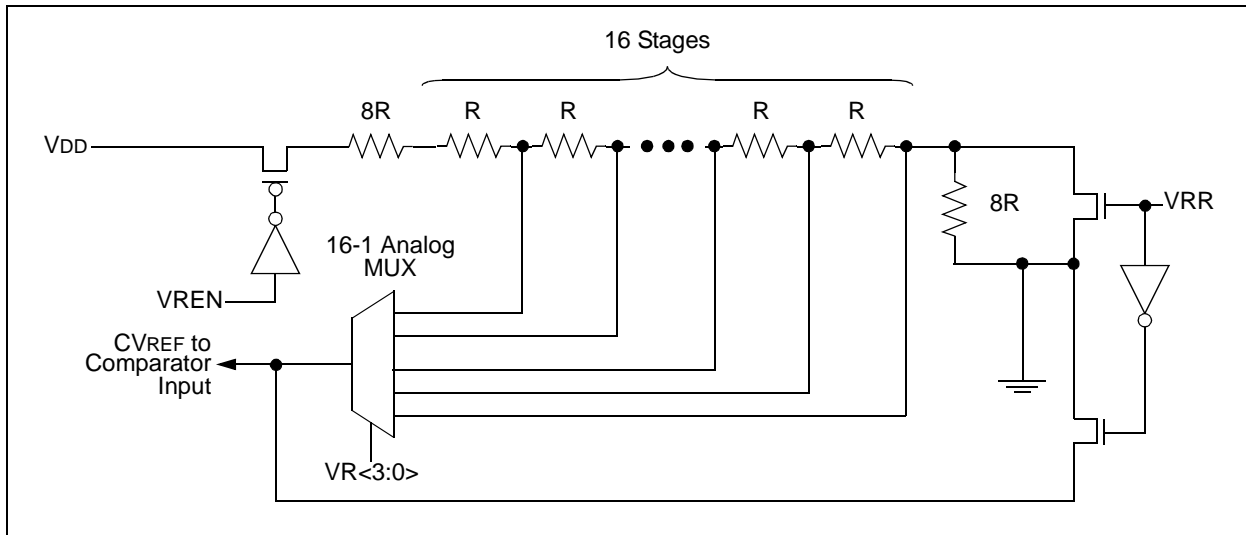 16 Stages
8R
R
R
R
R
VDD
8R
VRR
16-1 Analog
MUX
VREN
CVREF to
Comparator
Input
VR<3:0>